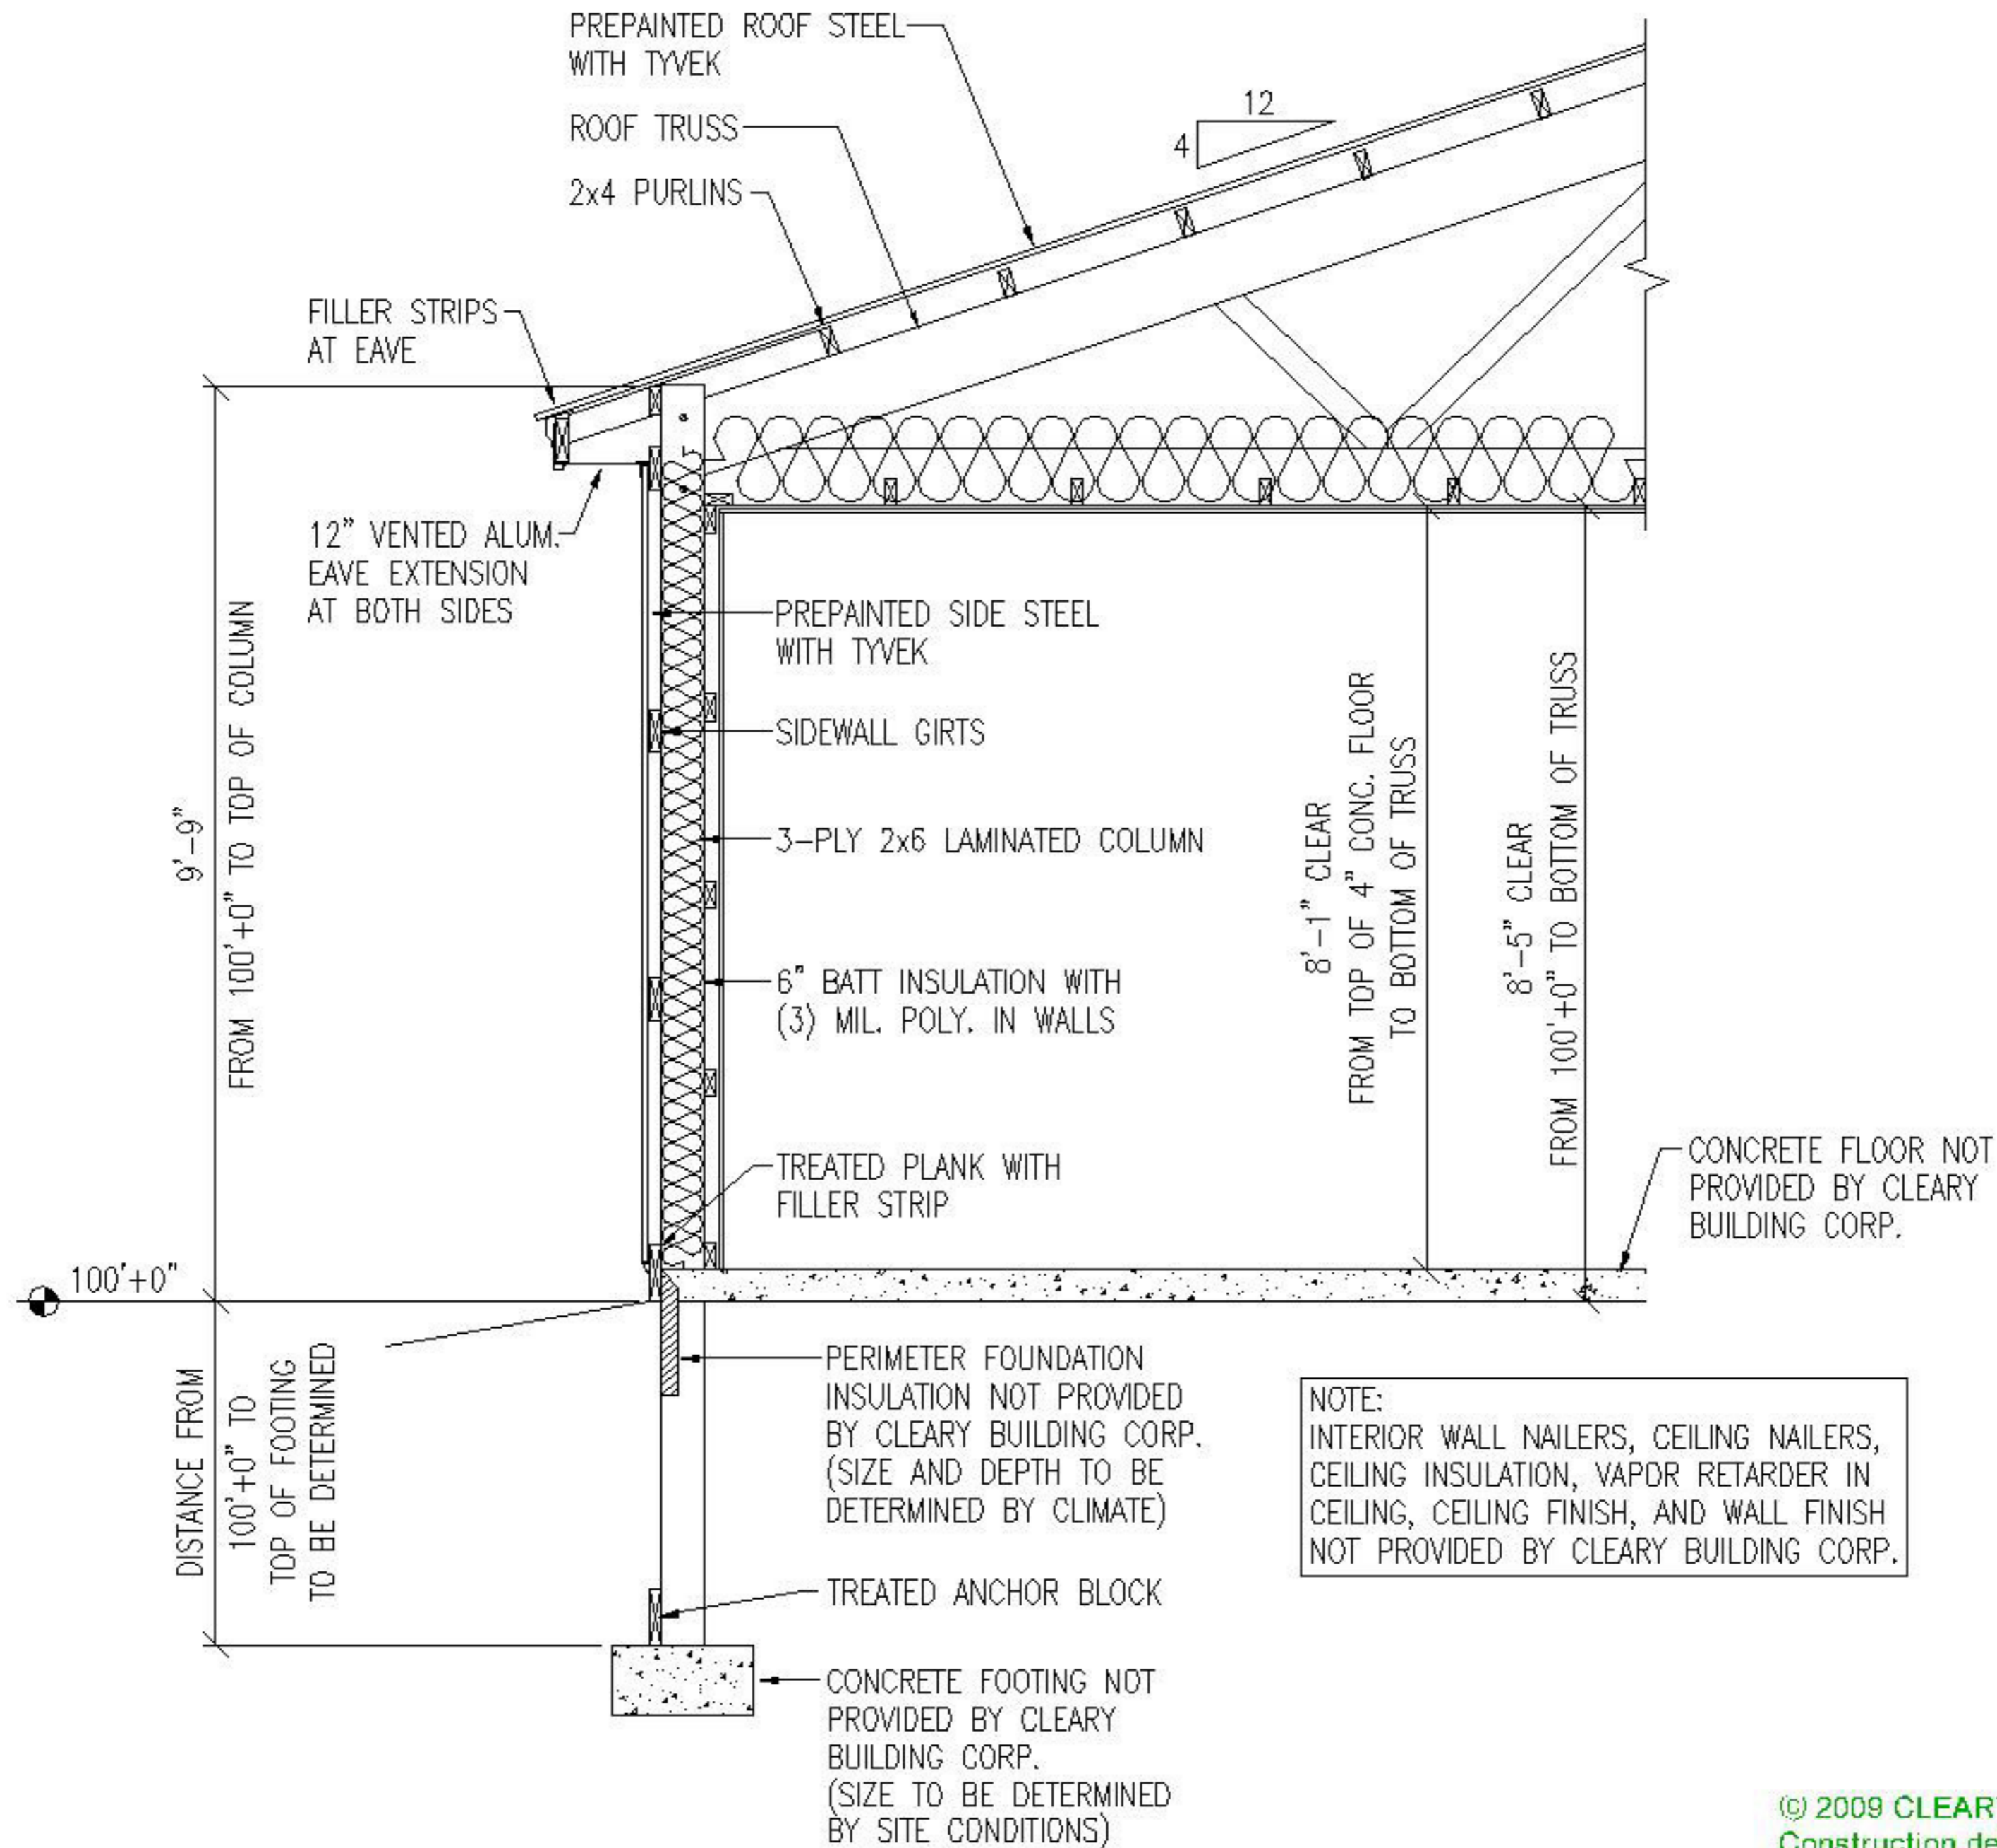 PREPAINTED ROOF STEEL
WITH TYVEK
ROOF TRUSS
2x4 PURLINS
12
4
FILLER STRIPS
AT EAVE
12" VENTED ALUM.
EAVE EXTENSION
AT BOTH SIDES
9'-9"
FROM 100'+0" TO TOP OF COLUMN
PREPAINTED SIDE STEEL
WITH TYVEK
SIDEWALL GIRTS
3-PLY 2x6 LAMINATED COLUMN
6" BATT INSULATION WITH
(3) MIL. POLY. IN WALLS
TREATED PLANK WITH
FILLER STRIP
8'-1" CLEAR
FROM TOP OF 4" CONC. FLOOR
TO BOTTOM OF TRUSS
8'-5" CLEAR
FROM 100'+0" TO BOTTOM OF TRUSS
CONCRETE FLOOR NOT
PROVIDED BY CLEARY
BUILDING CORP.
100'+0"
DISTANCE FROM
100'+0" TO
TOP OF FOOTING
TO BE DETERMINED
PERIMETER FOUNDATION
INSULATION NOT PROVIDED
BY CLEARY BUILDING CORP.
(SIZE AND DEPTH TO BE
DETERMINED BY CLIMATE)
NOTE:
INTERIOR WALL NAILERS, CEILING NAILERS,
CEILING INSULATION, VAPOR RETARDER IN
CEILING, CEILING FINISH, AND WALL FINISH
NOT PROVIDED BY CLEARY BUILDING CORP.
TREATED ANCHOR BLOCK
CONCRETE FOOTING NOT
PROVIDED BY CLEARY
BUILDING CORP.
(SIZE TO BE DETERMINED
BY SITE CONDITIONS)
© 2009 CLEAR
Construction de